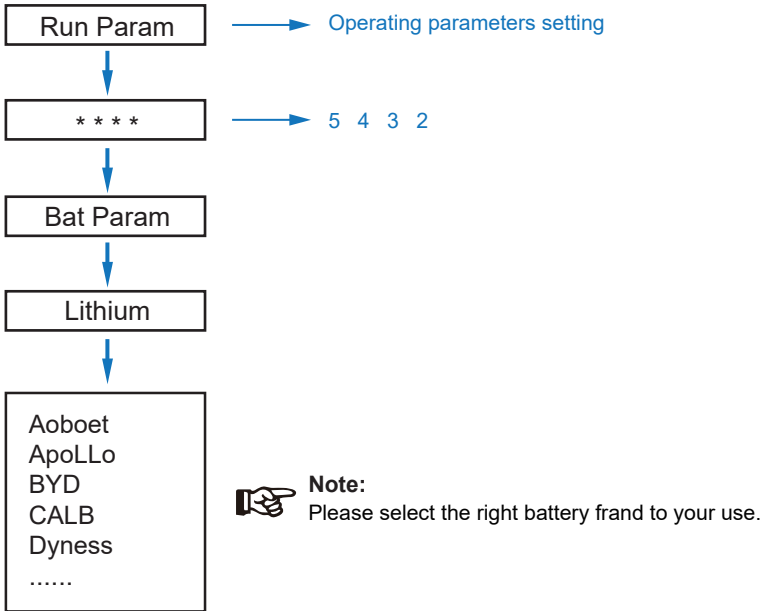 Run Param
Operating parameters setting
* * * *
5 4 3 2
Bat Param
Lithium
Aoboet
ApoLLo
BYD
CALB
Dyness
......
Note:
Please select the right battery frand to your use.